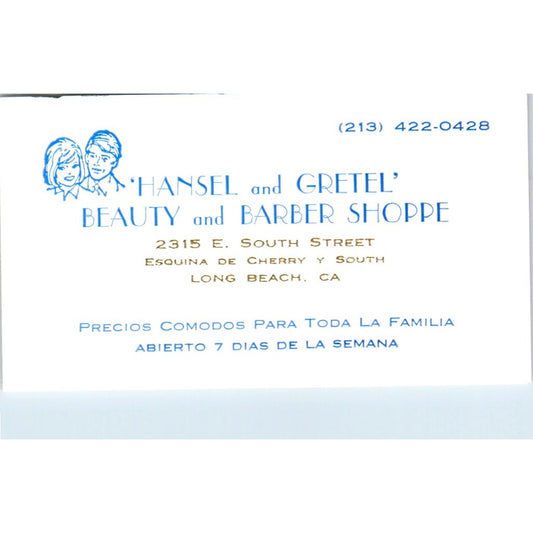 (213) 422-0428
'HANSEL and GRETEL'
BEAUTY and BARBER SHOPPE
2315 E. SOUTH STREET
ESQUINA DE CHERRY Y SOUTH
LONG BEACH, CA
PRECIOS COMODOS PARA TODA LA FAMILIA
ABIERTO 7 DIAS DE LA SEMANA